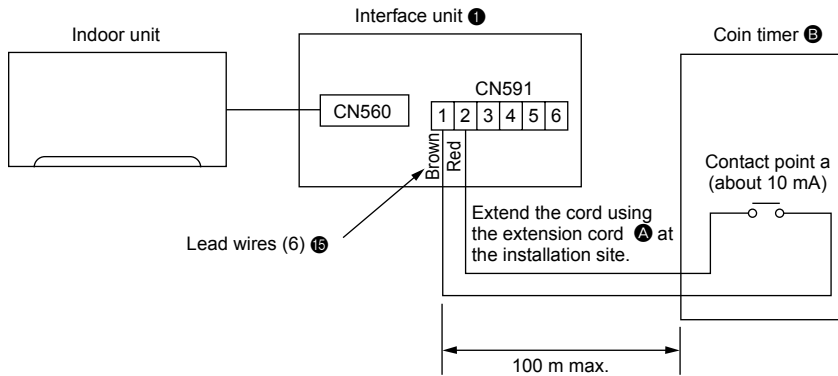 Interface unit ❶
Indoor unit
Coin timer Ⓑ
CN591
CN560
1 2 3 4 5 6
Brown
Red
Contact point a
(about 10 mA)
Extend the cord using
the extension cord Ⓐ at
the installation site.
Lead wires (6) ⓯
100 m max.